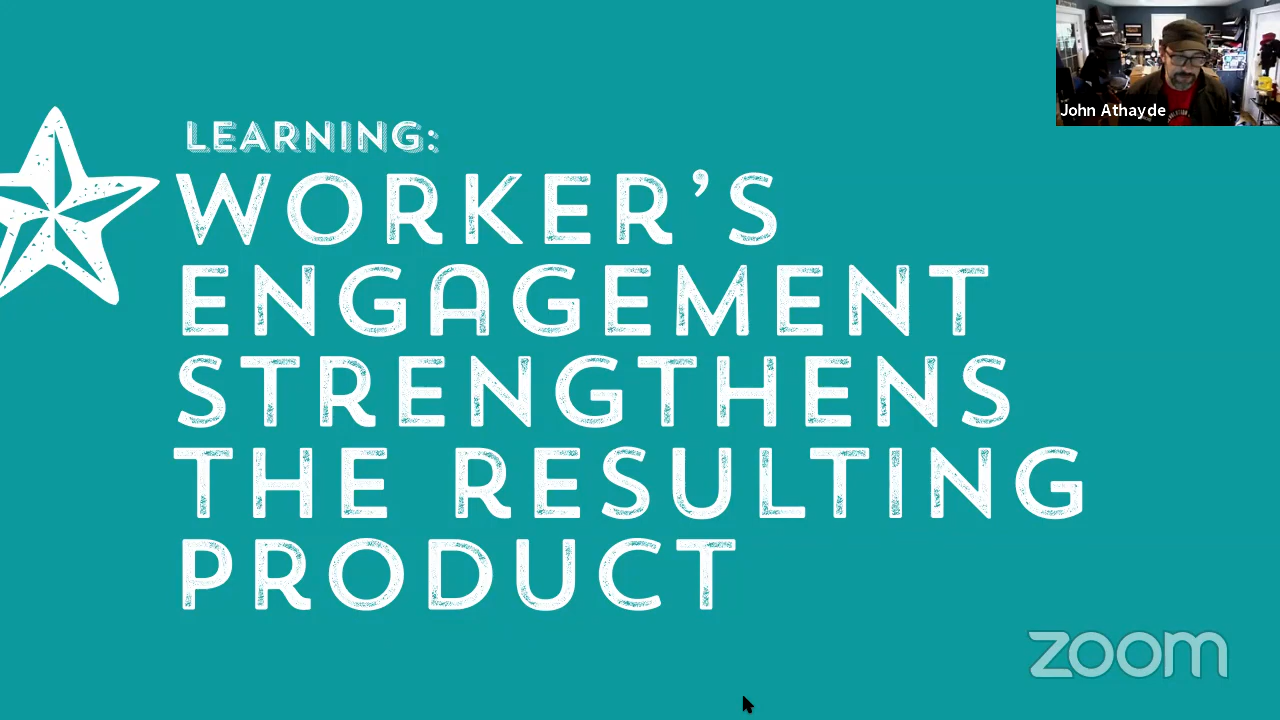 John Athayde
LEARNING:
WORKER’S
ENGAGEMENT
STRENGTHENS
THE RESULTING
PRODUCT
zoom